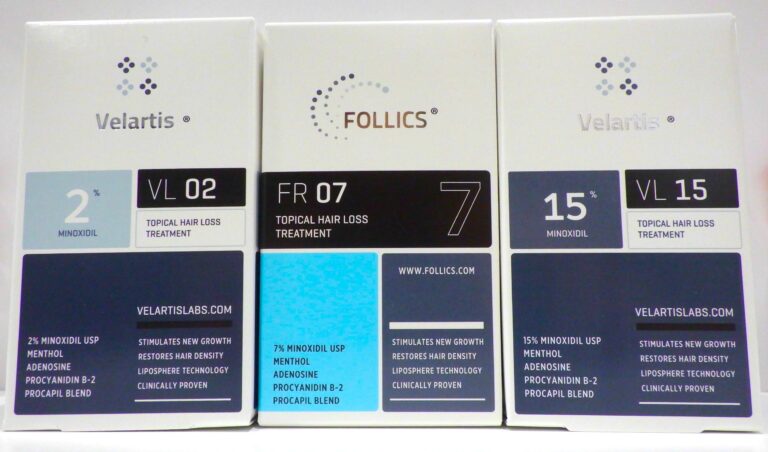 Velartis ®
2%
MINOXIDIL
VL 02
TOPICAL HAIR LOSS
TREATMENT
VELARTISLABS.COM
2% MINOXIDIL USP
MENTHOL
ADENOSINE
PROCYANIDIN B-2
PROCAPIL BLEND
STIMULATES NEW GROWTH
RESTORES HAIR DENSITY
LIPOSPHERE TECHNOLOGY
CLINICALLY PROVEN
FOLLICS®
FR 07
TOPICAL HAIR LOSS
TREATMENT
7
WWW.FOLLICS.COM
7% MINOXIDIL USP
MENTHOL
ADENOSINE
PROCYANIDIN B-2
PROCAPIL BLEND
STIMULATES NEW GROWTH
RESTORES HAIR DENSITY
LIPOSPHERE TECHNOLOGY
CLINICALLY PROVEN
Velartis ®
15%
MINOXIDIL
VL 15
TOPICAL HAIR LOSS
TREATMENT
VELARTISLABS.COM
15% MINOXIDIL USP
MENTHOL
ADENOSINE
PROCYANIDIN B-2
PROCAPIL BLEND
STIMULATES NEW GROWTH
RESTORES HAIR DENSITY
LIPOSPHERE TECHNOLOGY
CLINICALLY PROVEN